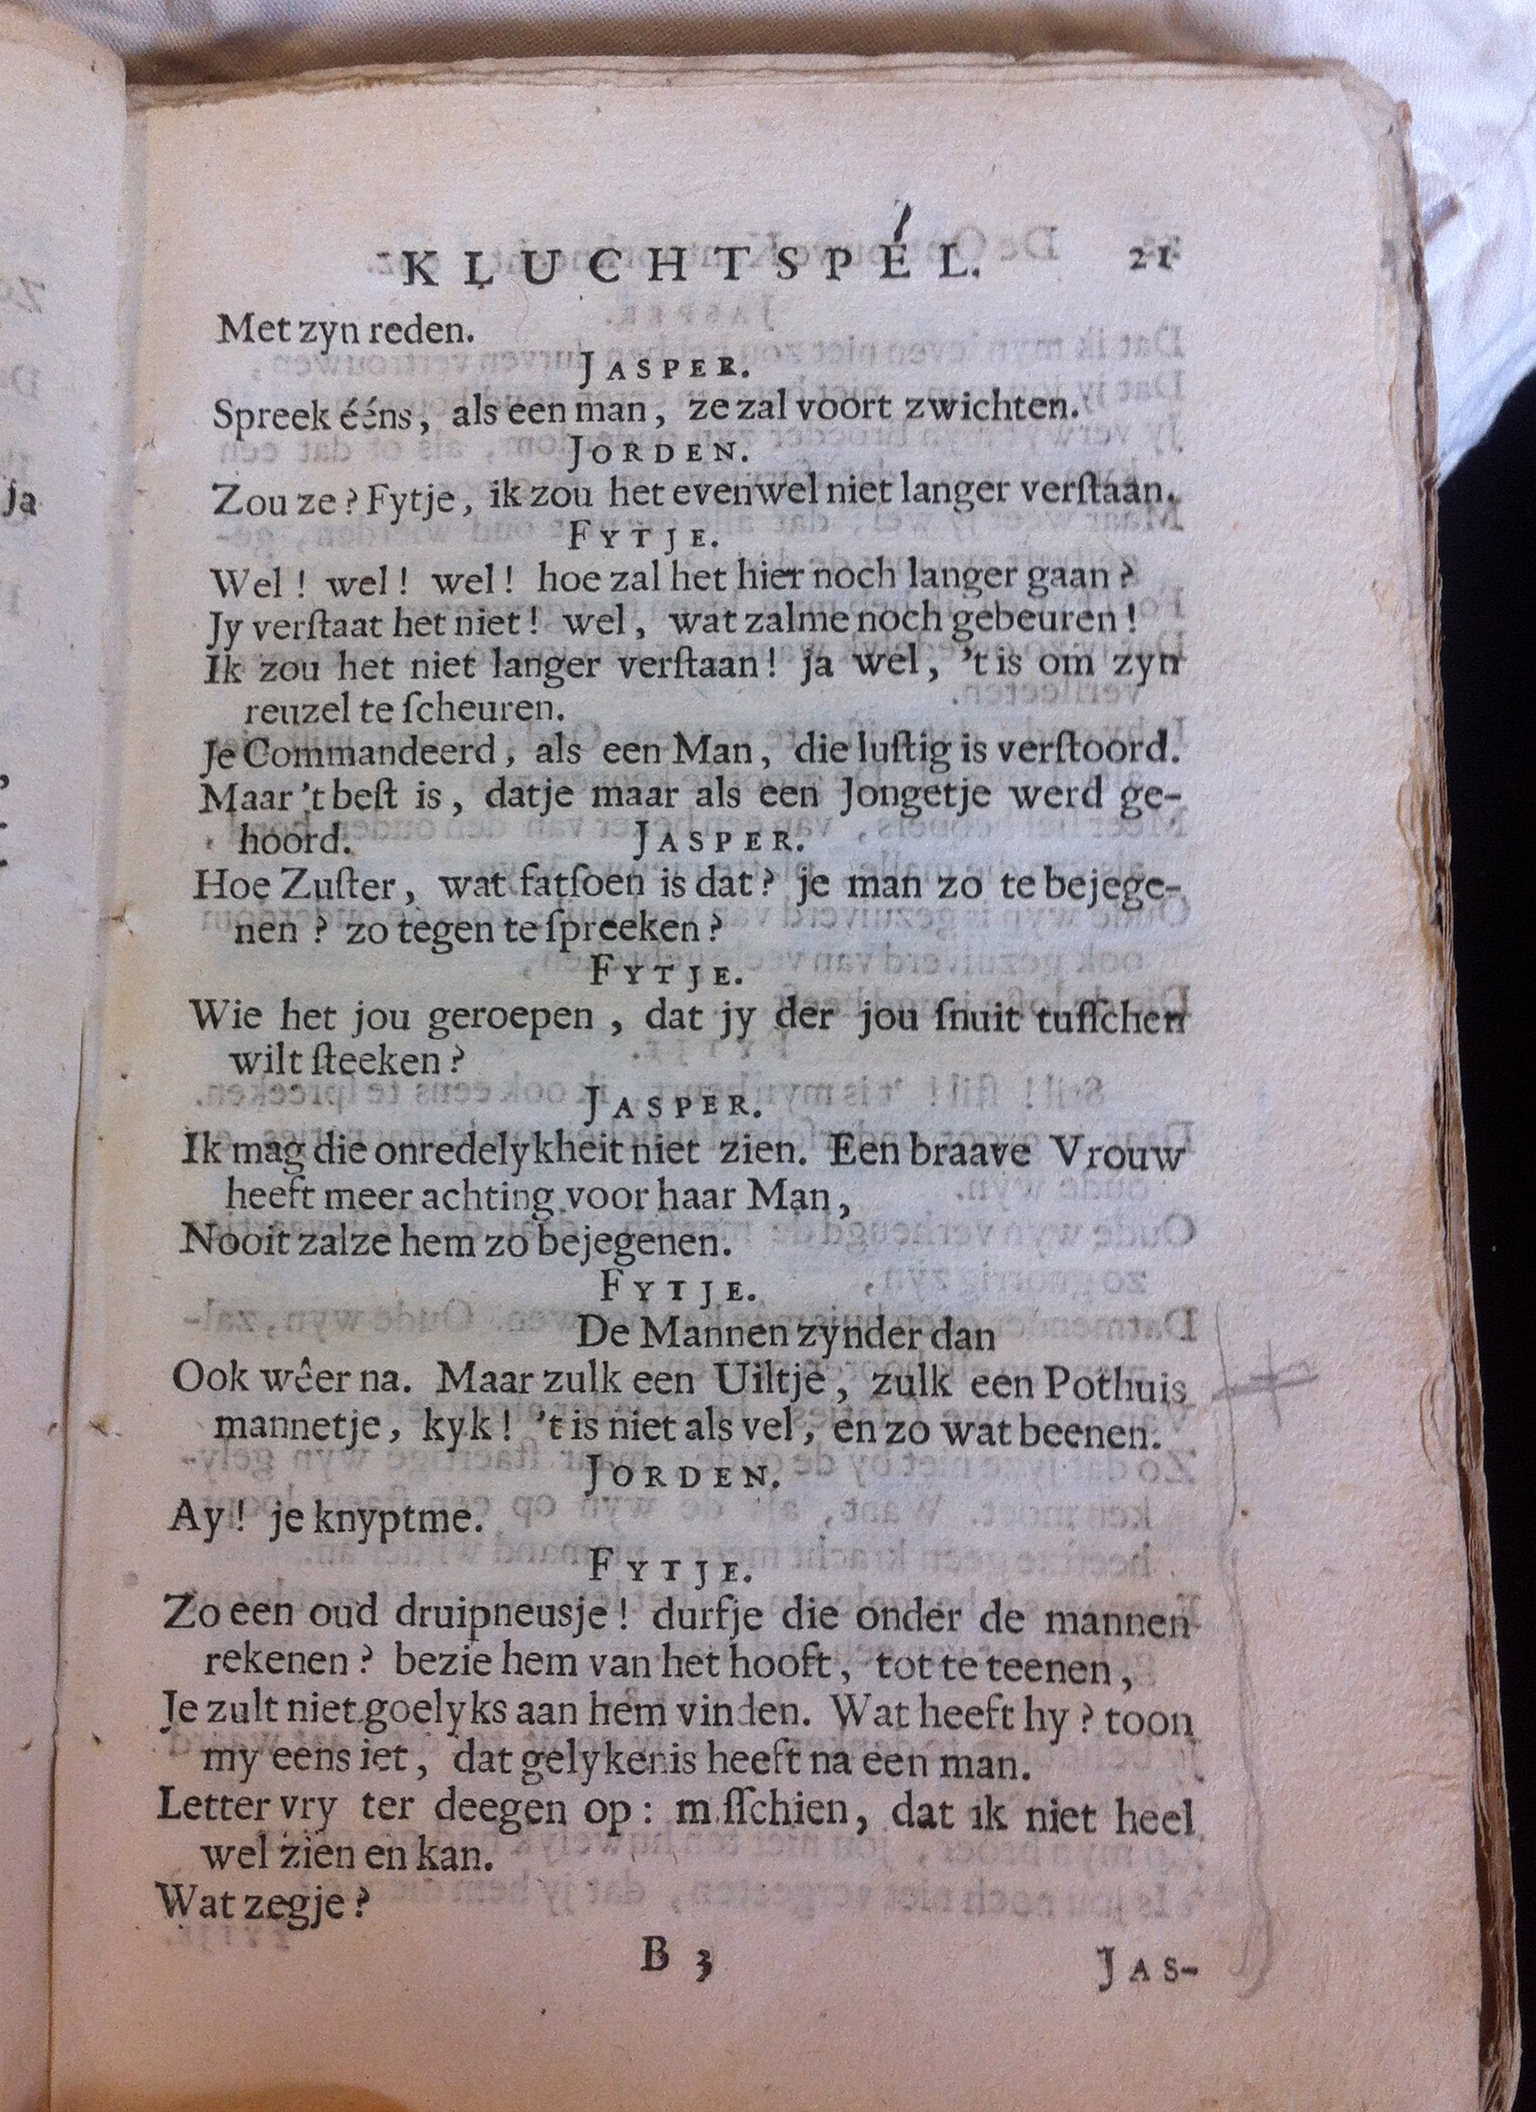 KLUCHTSPÉL. 21
Met zyn reden.
JASPER.
Spreek ééns, als een man, ze zal voort zwichten.
JORDEN.
Zou ze? Fytje, ik zou het evenwel niet langer verſtaan.
FYTJE.
Wel! wel! wel! hoe zal het hier noch langer gaan?
Jy verſtaat het niet! wel, wat zalme noch gebeuren!
Ik zou het niet langer verſtaan! ja wel, 't is om zyn
reuzel te ſcheuren.
Je Commandeerd, als een Man, die luſtig is verſtoord.
Maar 't beſt is, datje maar als een Jongetje werd ge-
hoord. JASPER.
Hoe Zuſter, wat fatſoen is dat? je man zo te bejege-
nen? zo tegen te ſpreeken?
FYTJE.
Wie het jou geroepen, dat jy der jou ſnuit tuſſchen
wilt ſteeken?
JASPER.
Ik mag die onredelykheit niet zien. Een braave Vrouw
heeft meer achting voor haar Man,
Nooit zalze hem zo bejegenen.
FYTJE.
De Mannen zynder dan
Ook wêer na. Maar zulk een Uiltje, zulk een Pothuis
mannetje, kyk! 't is niet als vel, en zo wat beenen.
JORDEN.
Ay! je knyptme.
FYTJE.
Zo een oud druipneusje! durfje die onder de mannen
rekenen? bezie hem van het hooft, tot te teenen,
Je zult niet goelyks aan hem vinden. Wat heeft hy? toon
my eens iet, dat gelykenis heeft na een man.
Letter vry ter deegen op: m ſſchien, dat ik niet heel
wel zien en kan.
Wat zegje?
B 3 JAS-
ja